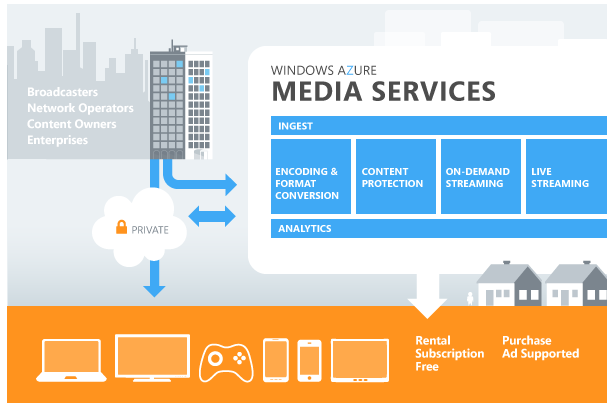 Broadcasters
Network Operators
Content Owners
Enterprises
WINDOWS AZURE
MEDIA SERVICES
INGEST
ENCODING &
FORMAT
CONVERSION
CONTENT
PROTECTION
ON-DEMAND
STREAMING
LIVE
STREAMING
ANALYTICS
PRIVATE
Rental
Subscription
Free
Purchase
Ad Supported